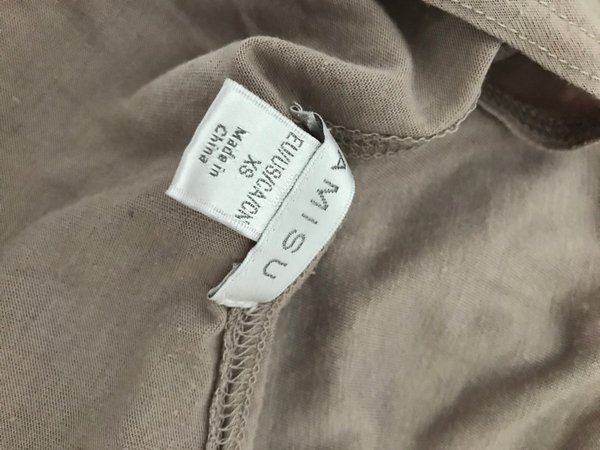 AMISU
EU/US/CA/CN
XS
Made in
China